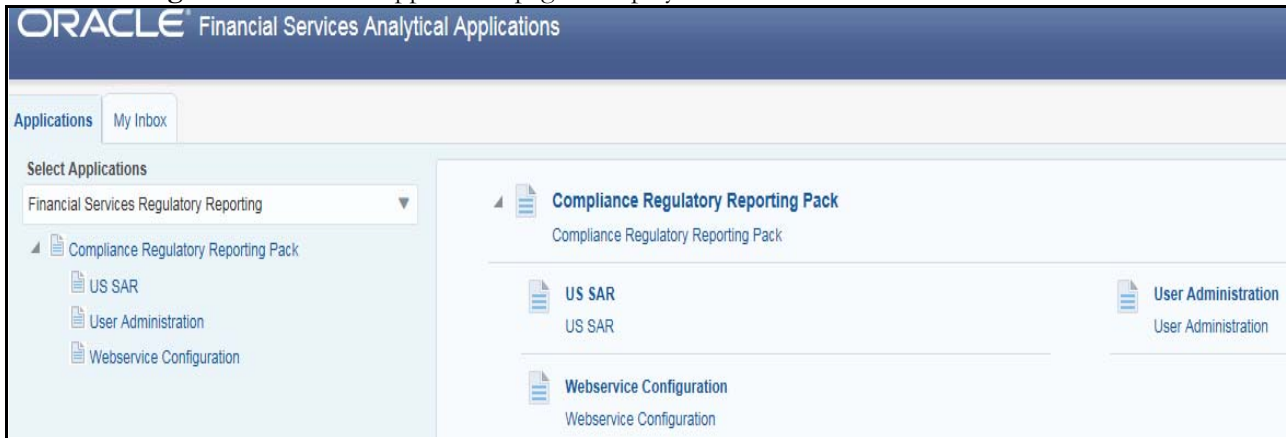 ORACLE Financial Services Analytical Applications
Applications My Inbox
Select Applications
Financial Services Regulatory Reporting
Compliance Regulatory Reporting Pack
US SAR
User Administration
Webservice Configuration
Compliance Regulatory Reporting Pack
Compliance Regulatory Reporting Pack
US SAR
US SAR
User Administration
User Administration
Webservice Configuration
Webservice Configuration